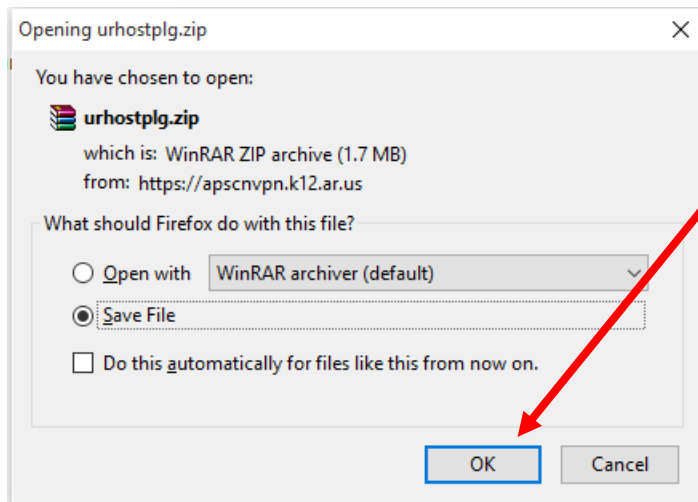 Opening urhostplg.zip
You have chosen to open:
urhostplg.zip
which is: WinRAR ZIP archive (1.7 MB)
from: https://apscnvpn.k12.ar.us
What should Firefox do with this file?
Open with WinRAR archiver (default)
Save File
Do this automatically for files like this from now on.
OK Cancel